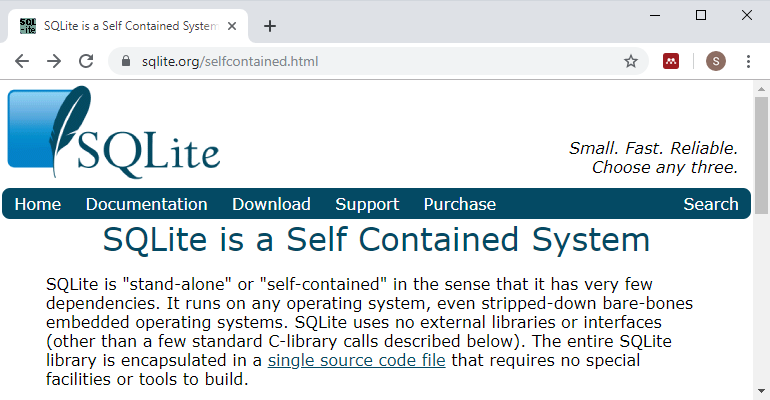 SQLite is a Self Contained System
sqlite.org/selfcontained.html
S
SQLite
Small. Fast. Reliable.
Choose any three.
Home Documentation Download Support Purchase Search
SQLite is a Self Contained System
SQLite is "stand-alone" or "self-contained" in the sense that it has very few
dependencies. It runs on any operating system, even stripped-down bare-bones
embedded operating systems. SQLite uses no external libraries or interfaces
(other than a few standard C-library calls described below). The entire SQLite
library is encapsulated in a single source code file that requires no special
facilities or tools to build.